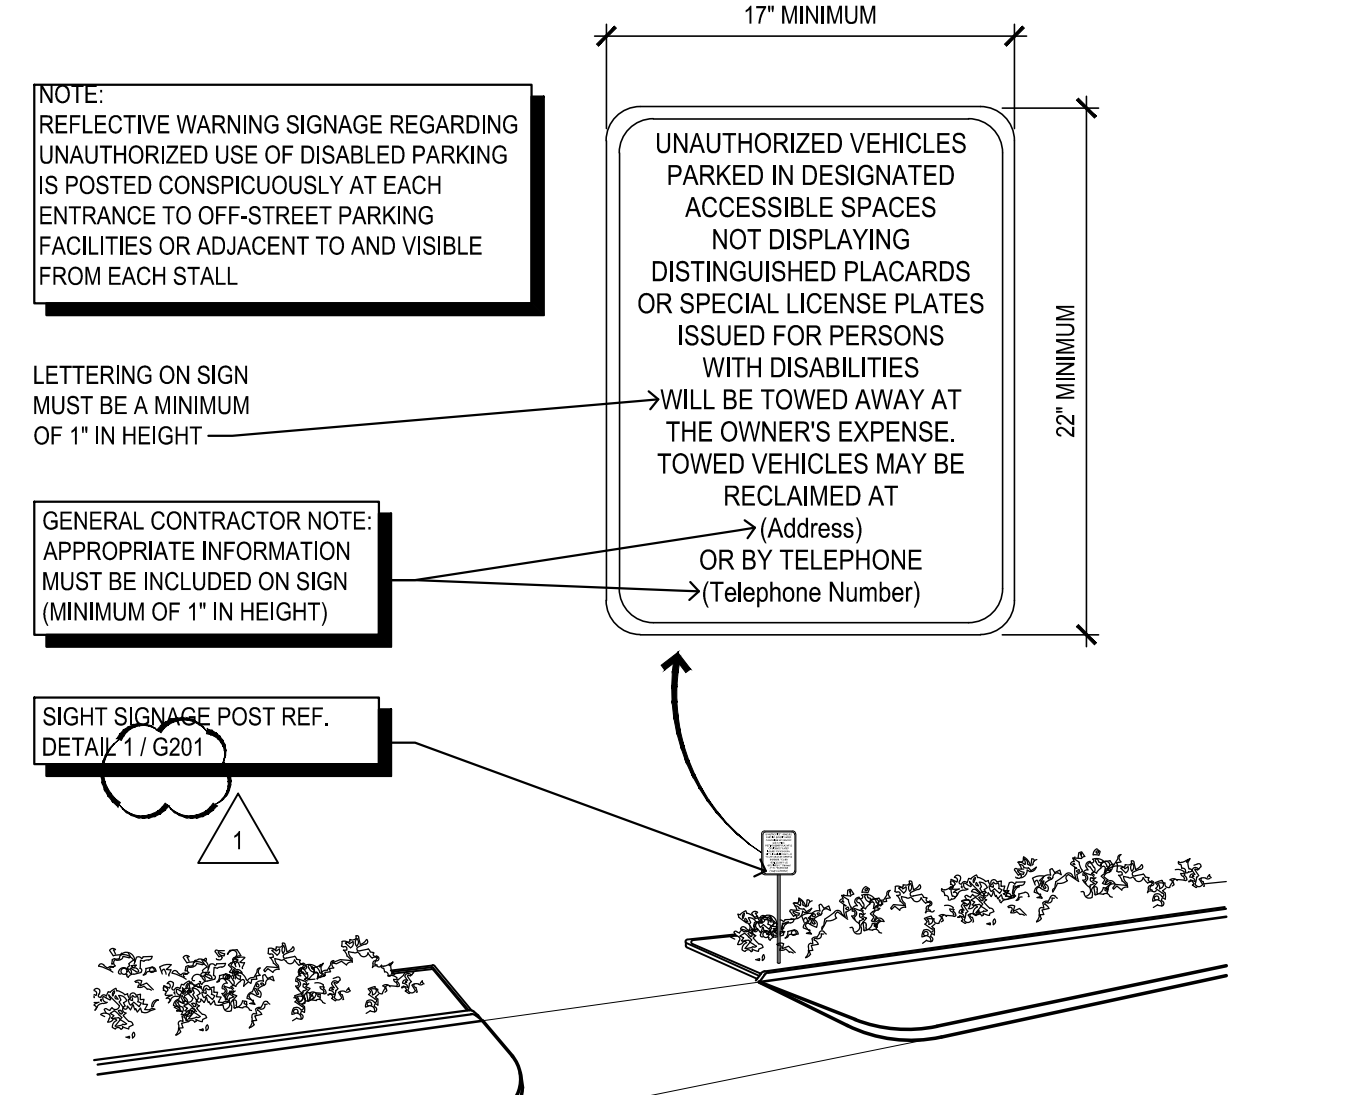 17" MINIMUM
NOTE:
REFLECTIVE WARNING SIGNAGE REGARDING
UNAUTHORIZED USE OF DISABLED PARKING
IS POSTED CONSPICUOUSLY AT EACH
ENTRANCE TO OFF-STREET PARKING
FACILITIES OR ADJACENT TO AND VISIBLE
FROM EACH STALL
LETTERING ON SIGN
MUST BE A MINIMUM
OF 1" IN HEIGHT
GENERAL CONTRACTOR NOTE:
APPROPRIATE INFORMATION
MUST BE INCLUDED ON SIGN
(MINIMUM OF 1" IN HEIGHT)
SIGHT SIGNAGE POST REF.
DETAIL 1 / G201
1
UNAUTHORIZED VEHICLES
PARKED IN DESIGNATED
ACCESSIBLE SPACES
NOT DISPLAYING
DISTINGUISHED PLACARDS
OR SPECIAL LICENSE PLATES
ISSUED FOR PERSONS
WITH DISABILITIES
WILL BE TOWED AWAY AT
THE OWNER'S EXPENSE.
TOWED VEHICLES MAY BE
RECLAIMED AT
(Address)
OR BY TELEPHONE
(Telephone Number)
22" MINIMUM